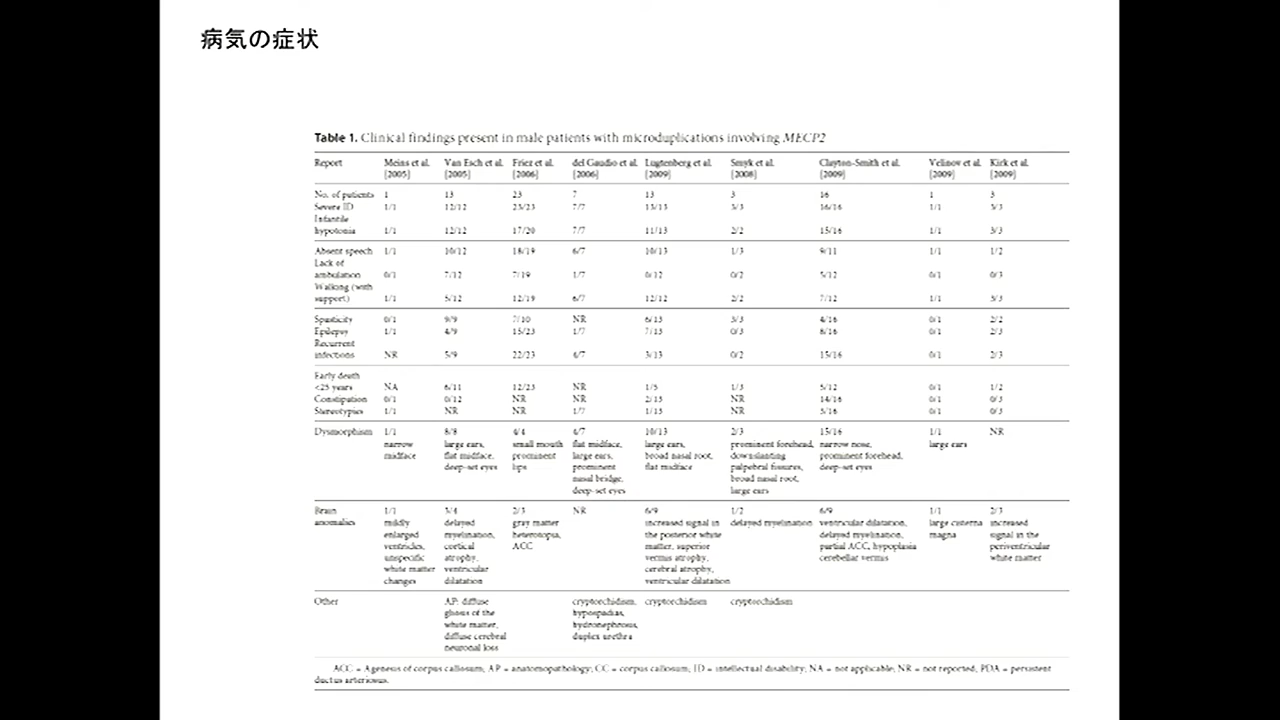 病気の症状
Table 1. Clinical findings present in male patients with microduplications involving MECP2
Report Meins et al. [2005] Van Esch et al. [2005] Friez et al. [2006] del Gaudio et al. [2006] Lugtenberg et al. [2009] Smyk et al. [2008] Clayton-Smith et al. [2009] Velinov et al. [2009] Kirk et al. [2009]
No. of patients 1 13 23 7 13 3 16 1 3
Severe ID 1/1 12/12 23/23 7/7 13/13 3/3 16/16 1/1 3/3
Infantile hypotonia 1/1 12/12 17/20 7/7 11/13 2/2 15/16 1/1 3/3
Absent speech 1/1 10/12 18/19 6/7 10/13 1/3 9/11 1/1 1/2
Lack of ambulation 0/1 7/12 7/19 1/7 0/12 0/2 5/12 0/1 0/3
Walking (with support) 1/1 5/12 12/19 6/7 12/12 2/2 7/12 1/1 3/3
Spasticity 0/1 9/9 7/10 NR 6/13 3/3 4/16 0/1 2/2
Epilepsy 1/1 4/9 15/23 1/7 7/13 0/3 8/16 0/1 2/3
Recurrent infections NR 5/9 22/23 4/7 3/13 0/2 15/16 0/1 2/3
Early death <25 years NA 6/11 12/23 NR 1/5 1/3 5/12 0/1 1/2
Constipation 0/1 0/12 NR NR 2/13 NR 14/16 0/1 0/3
Stereotypies 1/1 NR NR 1/7 1/13 NR 3/16 0/1 0/3
Dysmorphism 1/1 narrow midface 8/8 large ears, flat midface, deep-set eyes 4/4 small mouth prominent lips 4/7 flat midface, large ears, prominent nasal bridge, deep-set eyes 10/13 large ears, broad nasal root, flat midface 2/3 prominent forehead, downslanting palpebral fissures, broad nasal root, large ears 15/16 narrow nose, prominent forehead, deep-set eyes 1/1 large ears NR
Brain anomalies 1/1 mildly enlarged ventricles, unspecific white matter changes 3/4 delayed myelination, cortical atrophy, ventricular dilatation 2/3 gray matter heterotopia, ACC NR 6/9 increased signal in the posterior white matter, superior vermis atrophy, cerebral atrophy, ventricular dilatation 1/2 delayed myelination 6/9 ventricular dilatation, delayed myelination, partial ACC, hypoplasia cerebellar vermis 1/1 large cisterna magna 2/3 increased signal in the periventricular white matter
Other AP: diffuse gliosis of the white matter, diffuse cerebral neuronal loss cryptorchidism, hypospadias, hydronephrosis, duplex urethra cryptorchidism cryptorchidism
ACC = Agenesis of corpus callosum; AP = anatomopathology; CC = corpus callosum; ID = intellectual disability; NA = not applicable; NR = not reported, PDA = persistent
ductus arteriosus.